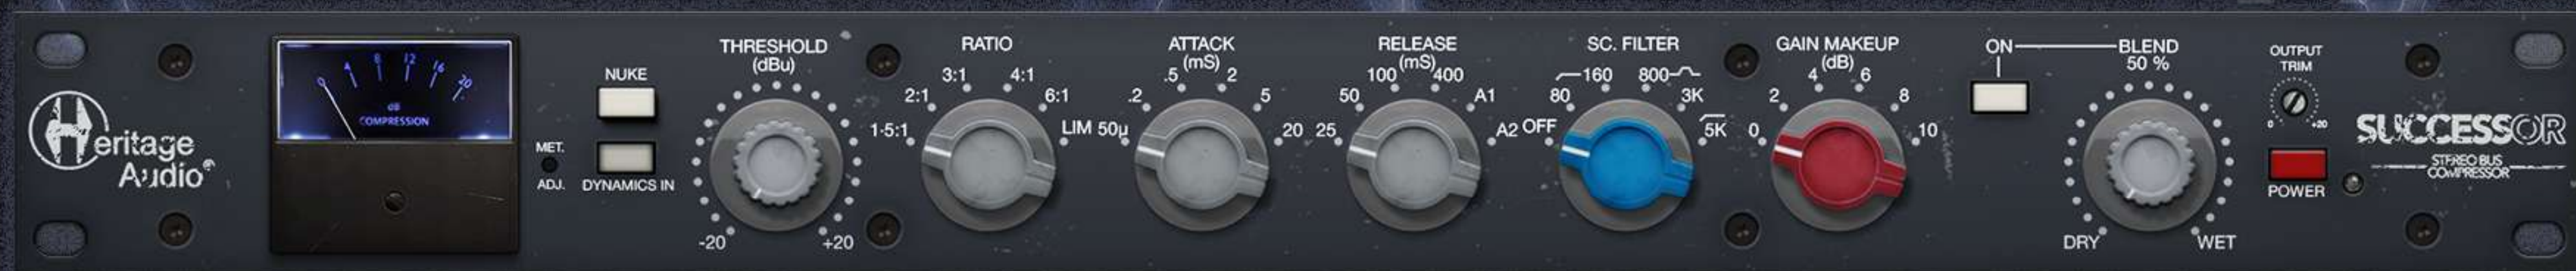 Heritage
Audio®
0 4 8 12 16 20
dB
COMPRESSION
MET.
ADJ.
NUKE
DYNAMICS IN
THRESHOLD
(dBu)
-20 +20
RATIO
1·5:1 2:1 3:1 4:1 6:1 LIM
ATTACK
(mS)
50µ .2 .5 2 5 20
RELEASE
(mS)
25 50 100 400 A1 A2
SC. FILTER
OFF 80 160 800 3K 5K
GAIN MAKEUP
(dB)
0 2 4 6 8 10
ON
BLEND
50 %
DRY WET
OUTPUT
TRIM
0 +20
POWER
SUCCESSOR
STEREO BUS
COMPRESSOR